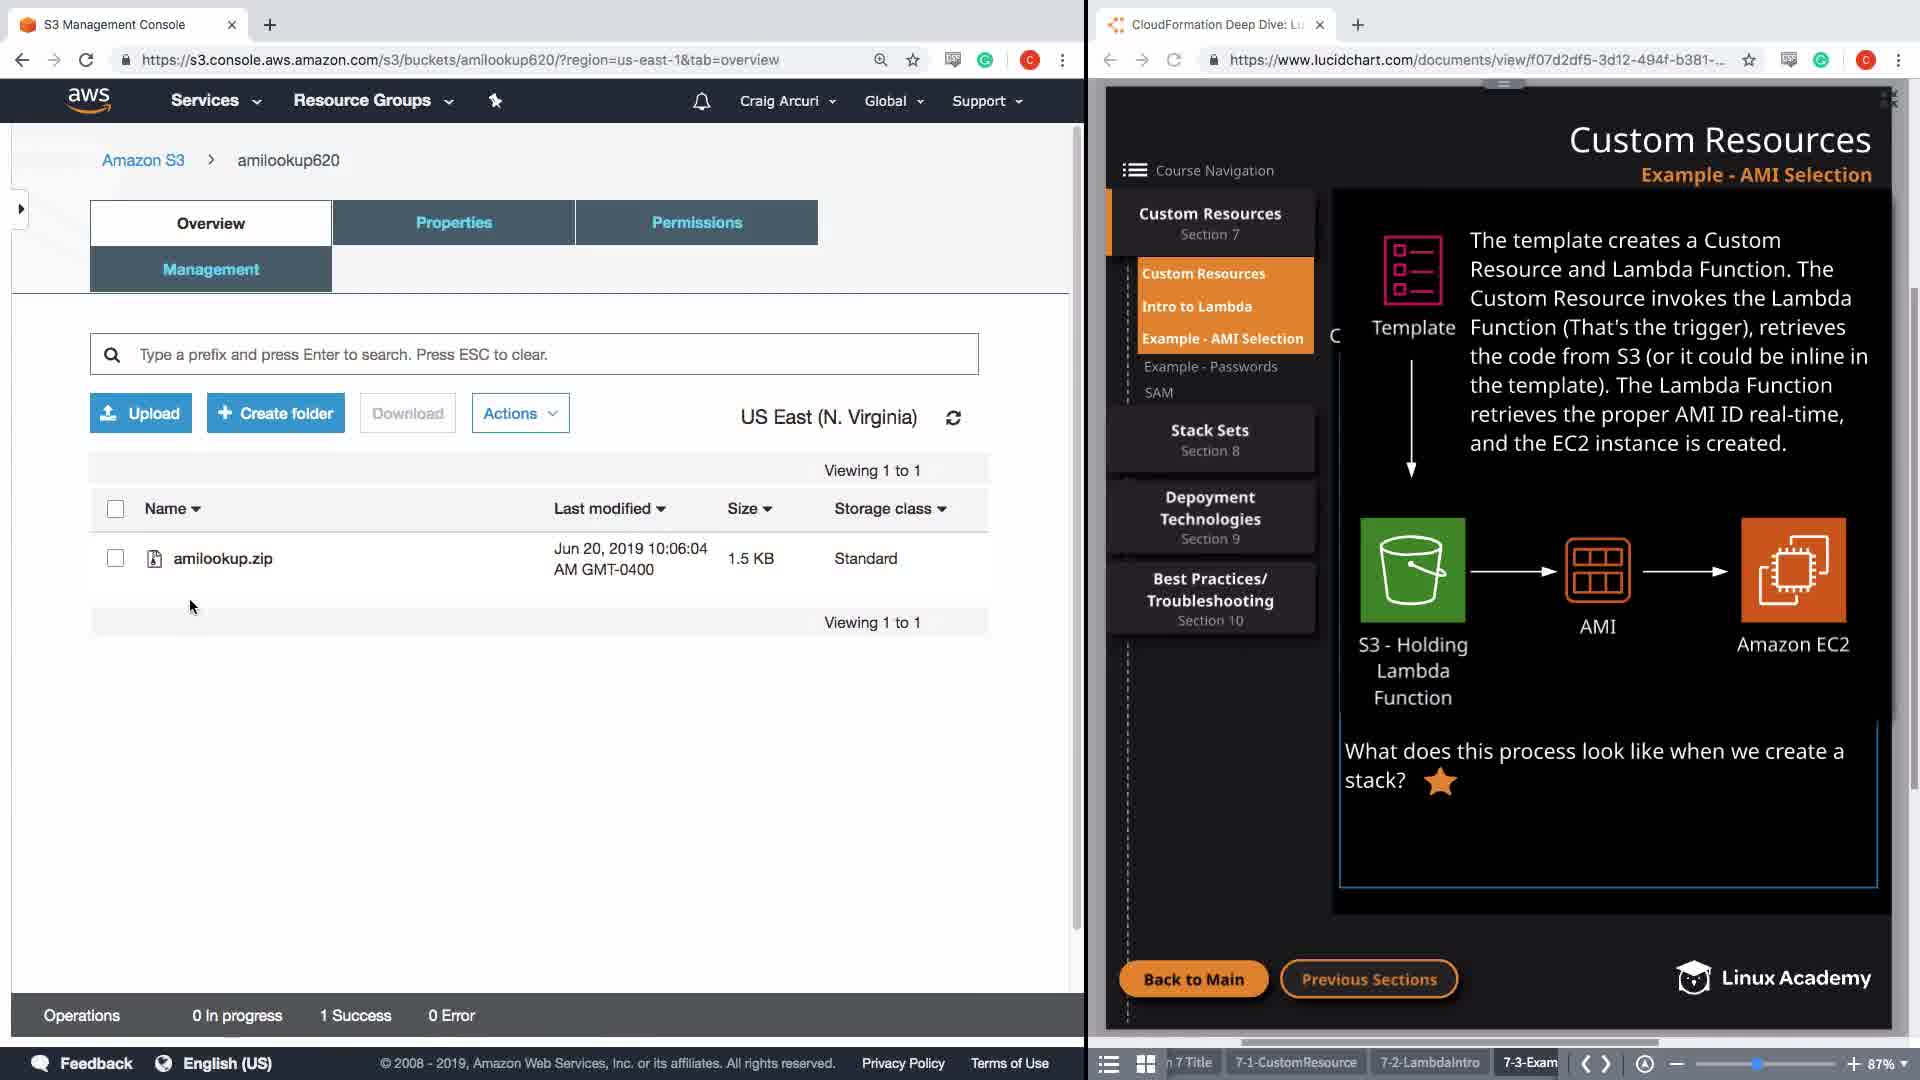 S3 Management Console
https://s3.console.aws.amazon.com/s3/buckets/amilookup620/?region=us-east-1&tab=overview
C
aws
Services
Resource Groups
Craig Arcuri
Global
Support
Amazon S3
amilookup620
Overview
Properties
Permissions
Management
Type a prefix and press Enter to search. Press ESC to clear.
Upload
Create folder
Download
Actions
US East (N. Virginia)
Viewing 1 to 1
Name
Last modified
Size
Storage class
amilookup.zip
Jun 20, 2019 10:06:04
AM GMT-0400
1.5 KB
Standard
Viewing 1 to 1
Operations
0 In progress
1 Success
0 Error
Feedback
English (US)
© 2008 - 2019, Amazon Web Services, Inc. or its affiliates. All rights reserved.
Privacy Policy
Terms of Use
CloudFormation Deep Dive: Lu
https://www.lucidchart.com/documents/view/f07d2df5-3d12-494f-b381-...
C
Custom Resources
Example - AMI Selection
Course Navigation
Custom Resources
Section 7
Custom Resources
Intro to Lambda
Example - AMI Selection
Example - Passwords
SAM
Stack Sets
Section 8
Depoyment
Technologies
Section 9
Best Practices/
Troubleshooting
Section 10
C
Template
The template creates a Custom
Resource and Lambda Function. The
Custom Resource invokes the Lambda
Function (That's the trigger), retrieves
the code from S3 (or it could be inline in
the template). The Lambda Function
retrieves the proper AMI ID real-time,
and the EC2 instance is created.
S3 - Holding
Lambda
Function
AMI
Amazon EC2
What does this process look like when we create a
stack?
Back to Main
Previous Sections
Linux Academy
n 7 Title
7-1-CustomResource
7-2-LambdaIntro
7-3-Exam
87%